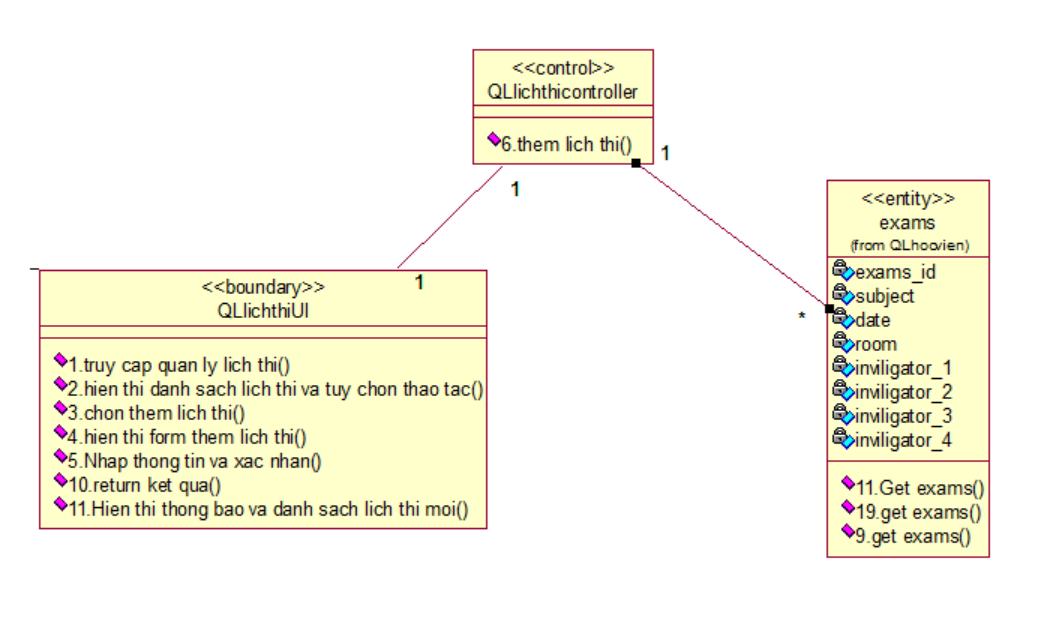 <<control>>
QLlichthicontroller
6.them lich thi()
1
1
1
*
<<boundary>>
QLlichthiUI
1.truy cap quan ly lich thi()
2.hien thi danh sach lich thi va tuy chon thao tac()
3.chon them lich thi()
4.hien thi form them lich thi()
5.Nhap thong tin va xac nhan()
10.return ket qua()
11.Hien thi thong bao va danh sach lich thi moi()
<<entity>>
exams
(from QLhocvien)
exams_id
subject
date
room
inviligator_1
inviligator_2
inviligator_3
inviligator_4
11.Get exams()
19.get exams()
9.get exams()